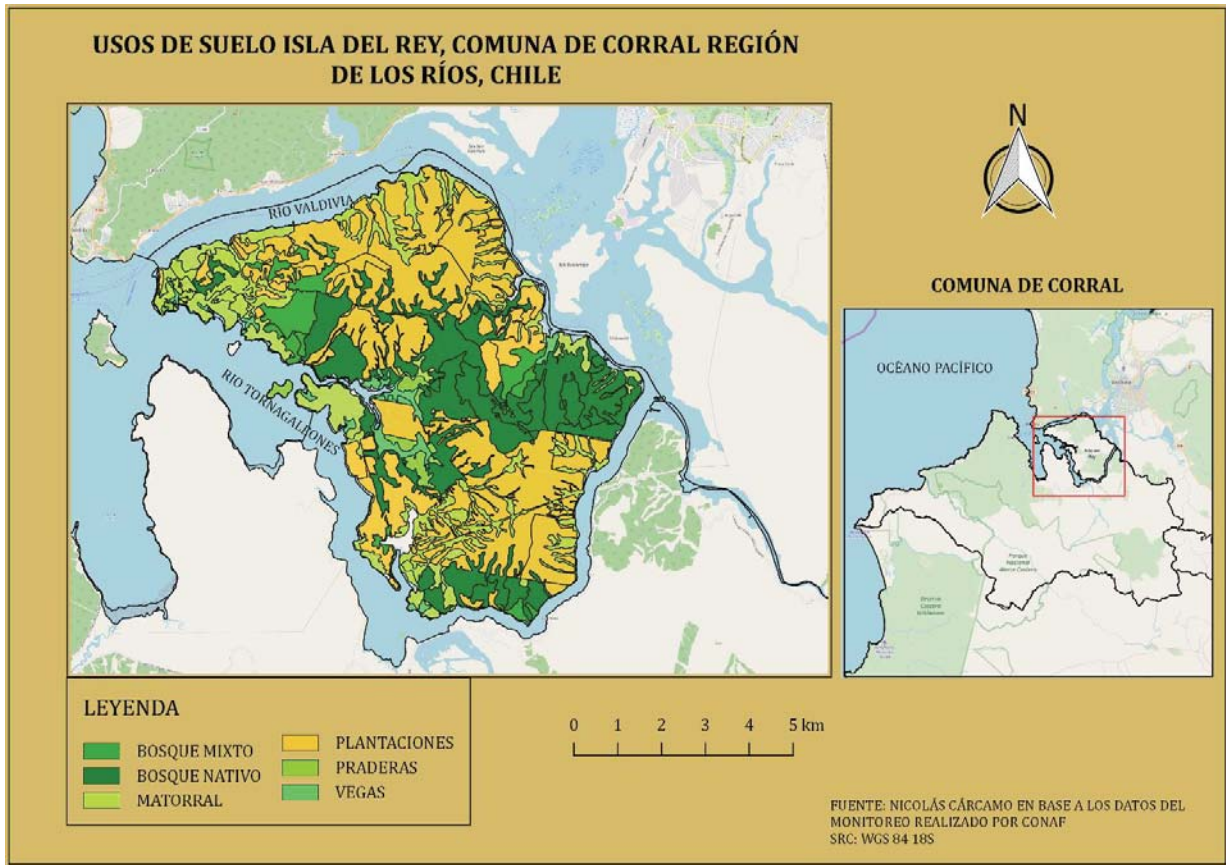 USOS DE SUELO ISLA DEL REY, COMUNA DE CORRAL REGIÓN
DE LOS RÍOS, CHILE
RÍO VALDIVIA
RÍO TORNAGALEONES
N
COMUNA DE CORRAL
OCÉANO PACÍFICO
Parque
Nacional
LEYENDA
BOSQUE MIXTO
BOSQUE NATIVO
MATORRAL
PLANTACIONES
PRADERAS
VEGAS
0 1 2 3 4 5 km
FUENTE: NICOLÁS CÁRCAMO EN BASE A LOS DATOS DEL
MONITOREO REALIZADO POR CONAF
SRC: WGS 84 18S